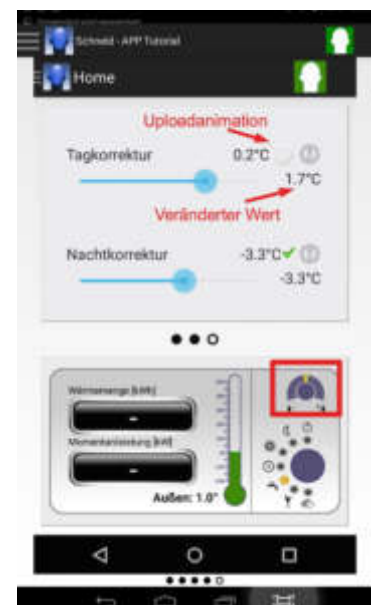 Schneid - APP Tutorial
Home
Uploadanimation
Tagkorrektur 0.2°C
1.7°C
Veränderter Wert
Nachtkorrektur -3.3°C
-3.3°C
Wärmemenge [kWh]
-
Momentanleistung [kW]
-
Außen: 1.0°